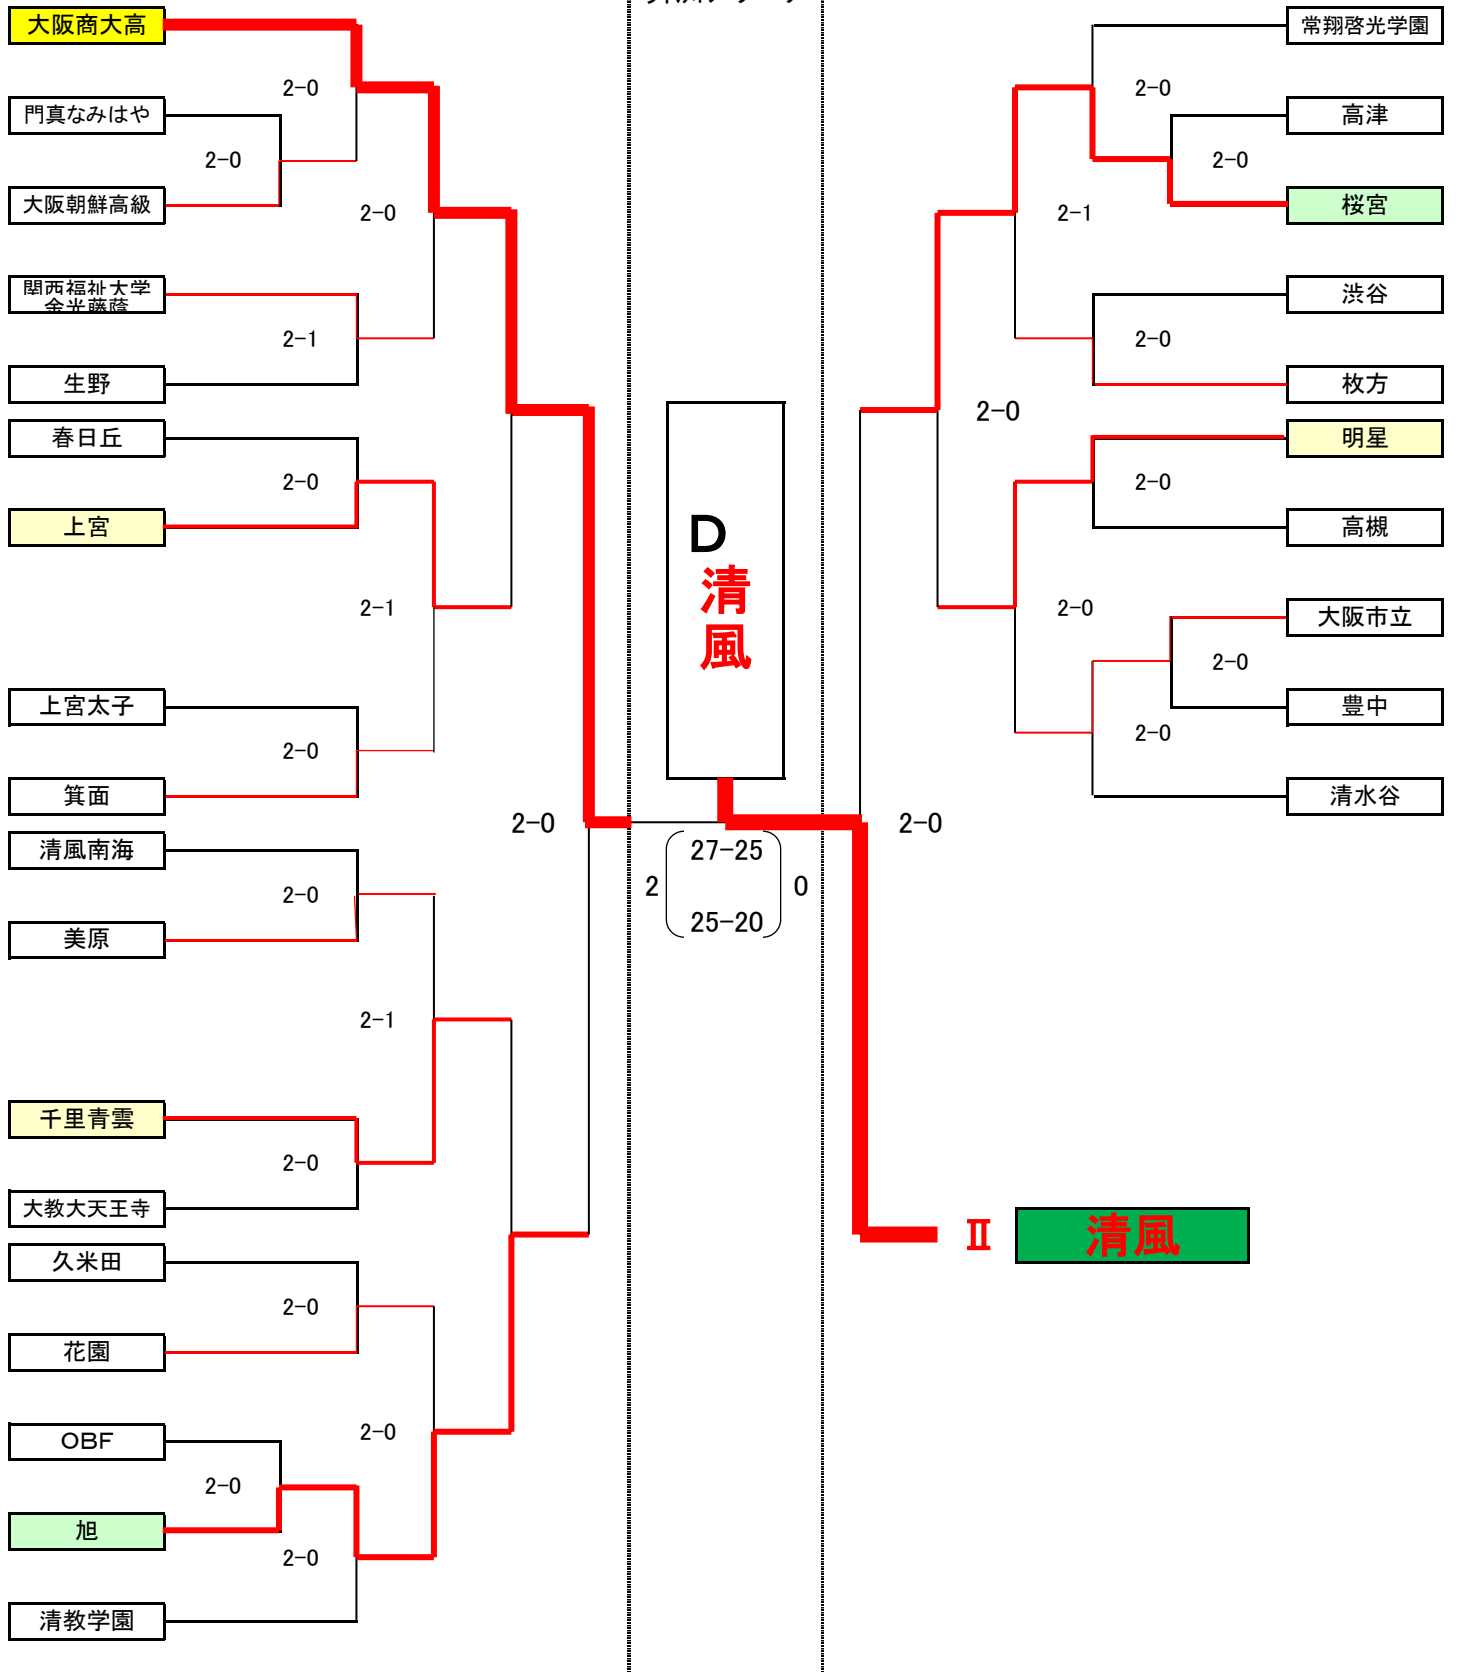 大阪商大高
2-0
門真なみはや
2-0
大阪朝鮮高級
2-0
関西福祉大学
金光藤蔭
2-1
生野
春日丘
2-0
上宮
2-1
上宮太子
2-0
箕面
2-0
清風南海
2-0
美原
2-1
千里青雲
2-0
大教大天王寺
久米田
2-0
花園
2-0
OBF
2-0
旭
2-0
清教学園
D
清
風
27-25
2
0
25-20
常翔啓光学園
2-0
高津
2-0
桜宮
2-1
渋谷
2-0
枚方
2-0
明星
2-0
高槻
2-0
大阪市立
2-0
豊中
2-0
清水谷
2-0
Ⅱ
清風